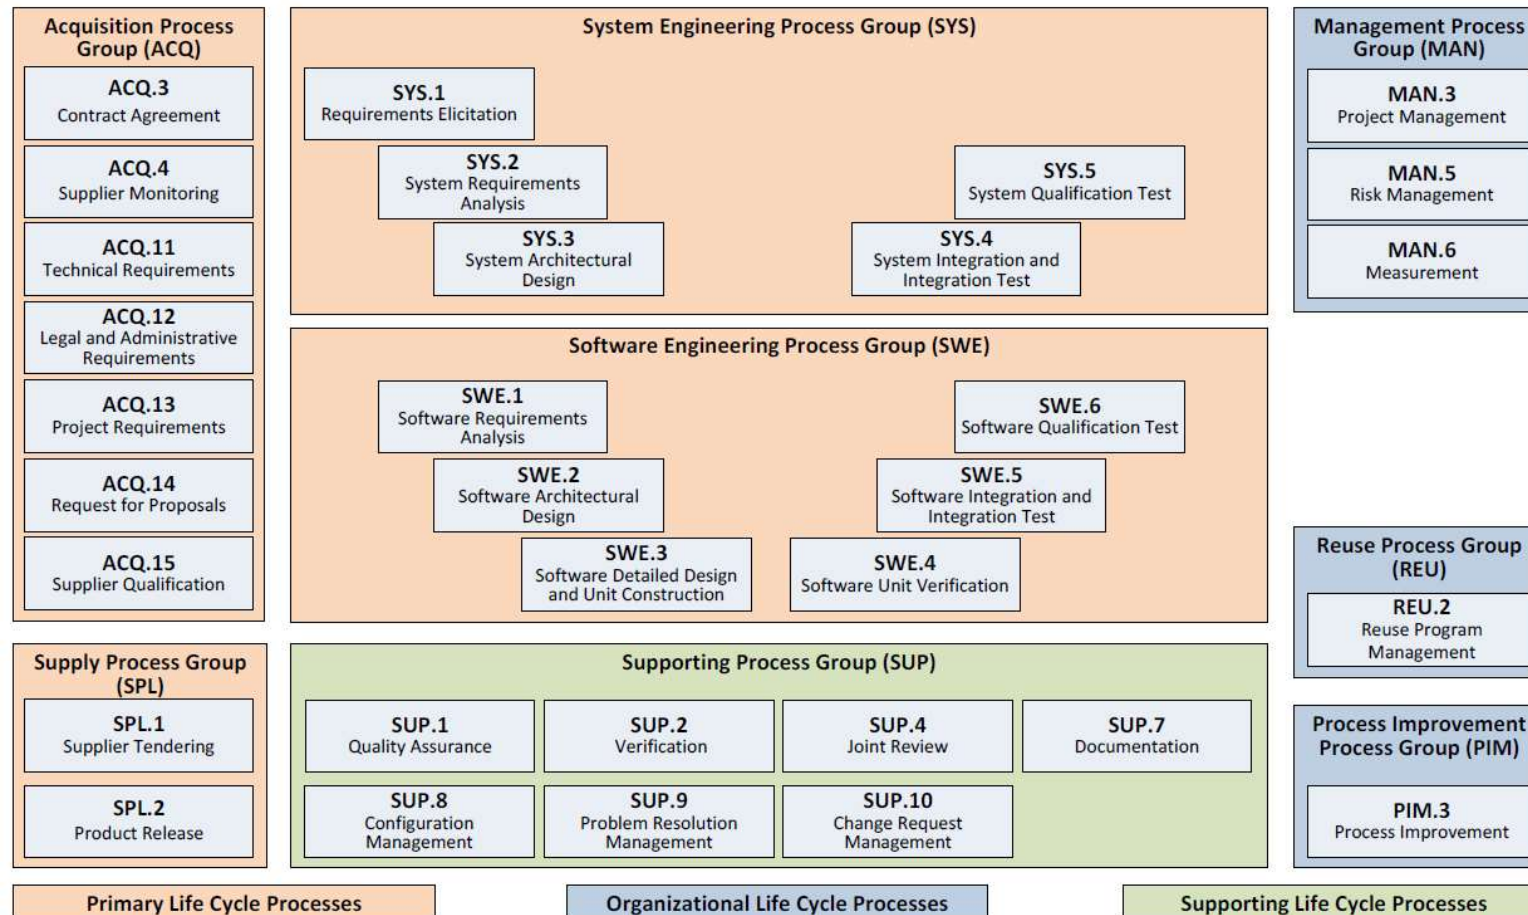 Acquisition Process
Group (ACQ)
ACQ.3
Contract Agreement
ACQ.4
Supplier Monitoring
ACQ.11
Technical Requirements
ACQ.12
Legal and Administrative
Requirements
ACQ.13
Project Requirements
ACQ.14
Request for Proposals
ACQ.15
Supplier Qualification
System Engineering Process Group (SYS)
SYS.1
Requirements Elicitation
SYS.2
System Requirements
Analysis
SYS.3
System Architectural
Design
SYS.5
System Qualification Test
SYS.4
System Integration and
Integration Test
Software Engineering Process Group (SWE)
SWE.1
Software Requirements
Analysis
SWE.2
Software Architectural
Design
SWE.3
Software Detailed Design
and Unit Construction
SWE.6
Software Qualification Test
SWE.5
Software Integration and
Integration Test
SWE.4
Software Unit Verification
Management Process
Group (MAN)
MAN.3
Project Management
MAN.5
Risk Management
MAN.6
Measurement
Reuse Process Group
(REU)
REU.2
Reuse Program
Management
Supply Process Group
(SPL)
SPL.1
Supplier Tendering
SPL.2
Product Release
Supporting Process Group (SUP)
SUP.1
Quality Assurance
SUP.2
Verification
SUP.4
Joint Review
SUP.7
Documentation
SUP.8
Configuration
Management
SUP.9
Problem Resolution
Management
SUP.10
Change Request
Management
Process Improvement
Process Group (PIM)
PIM.3
Process Improvement
Primary Life Cycle Processes
Organizational Life Cycle Processes
Supporting Life Cycle Processes